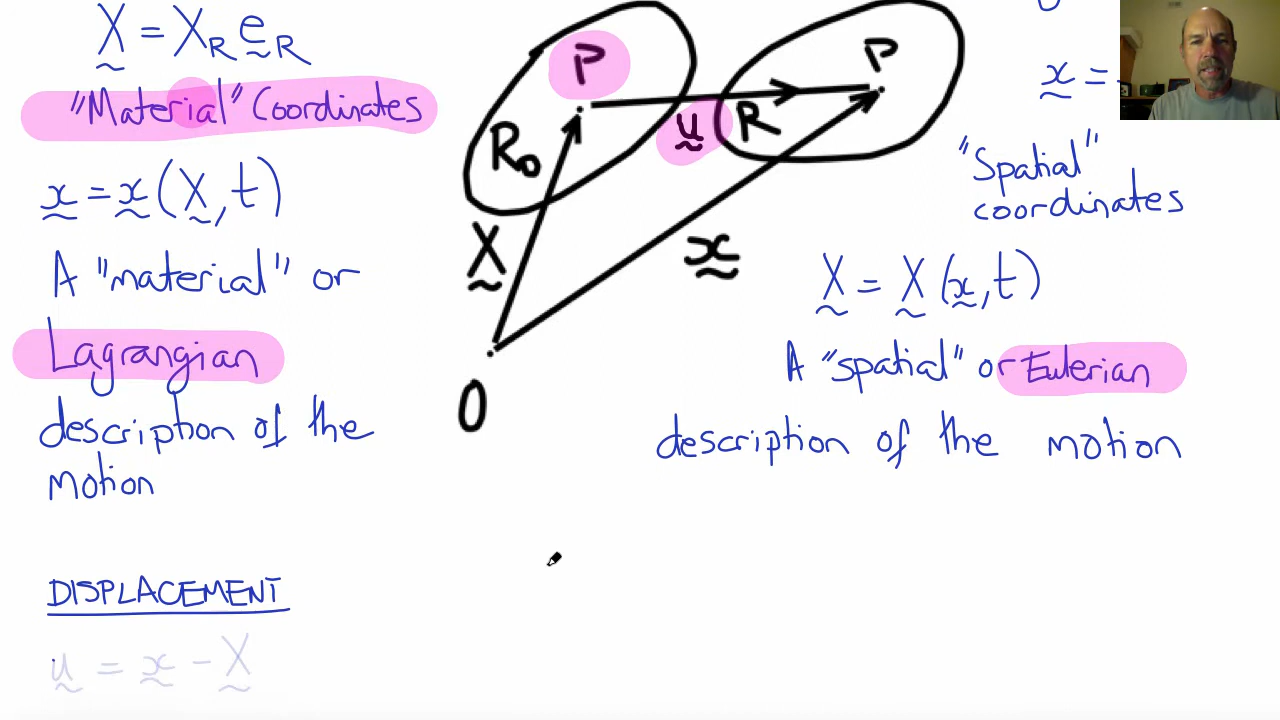 X = X_R e_R
"Material" Coordinates
x = x(X, t)
A "material" or
Lagrangian
description of the
motion
DISPLACEMENT
u = x - X
P
R₀
u
R
P
X
x
O
x =
"Spatial"
coordinates
X = X(x, t)
A "spatial" or Eulerian
description of the motion